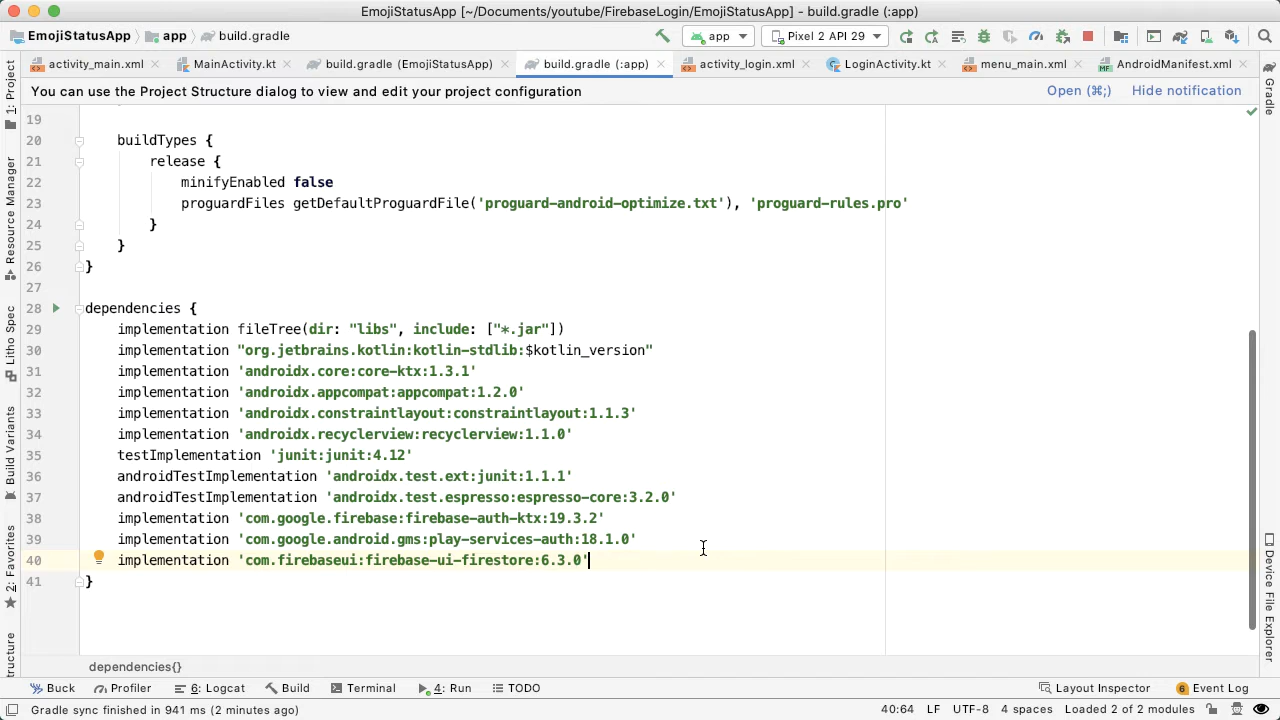 EmojiStatusApp [~/Documents/youtube/FirebaseLogin/EmojiStatusApp] - build.gradle (:app)
EmojiStatusApp app build.gradle app Pixel 2 API 29
activity_main.xml MainActivity.kt build.gradle (EmojiStatusApp) build.gradle (:app) activity_login.xml LoginActivity.kt menu_main.xml AndroidManifest.xml
You can use the Project Structure dialog to view and edit your project configuration Open (⌘;) Hide notification
19
20 buildTypes {
21 release {
22 minifyEnabled false
23 proguardFiles getDefaultProguardFile('proguard-android-optimize.txt'), 'proguard-rules.pro'
24 }
25 }
26 }
27
28 dependencies {
29 implementation fileTree(dir: "libs", include: ["*.jar"])
30 implementation "org.jetbrains.kotlin:kotlin-stdlib:$kotlin_version"
31 implementation 'androidx.core:core-ktx:1.3.1'
32 implementation 'androidx.appcompat:appcompat:1.2.0'
33 implementation 'androidx.constraintlayout:constraintlayout:1.1.3'
34 implementation 'androidx.recyclerview:recyclerview:1.1.0'
35 testImplementation 'junit:junit:4.12'
36 androidTestImplementation 'androidx.test.ext:junit:1.1.1'
37 androidTestImplementation 'androidx.test.espresso:espresso-core:3.2.0'
38 implementation 'com.google.firebase:firebase-auth-ktx:19.3.2'
39 implementation 'com.google.android.gms:play-services-auth:18.1.0'
40 implementation 'com.firebaseui:firebase-ui-firestore:6.3.0'
41 }
dependencies{}
1: Project
Resource Manager
Litho Spec
Build Variants
2: Favorites
Gradle
Device File Explorer
Buck Profiler 6: Logcat Build Terminal 4: Run TODO Layout Inspector 6 Event Log
Gradle sync finished in 941 ms (2 minutes ago) 40:64 LF UTF-8 4 spaces Loaded 2 of 2 modules